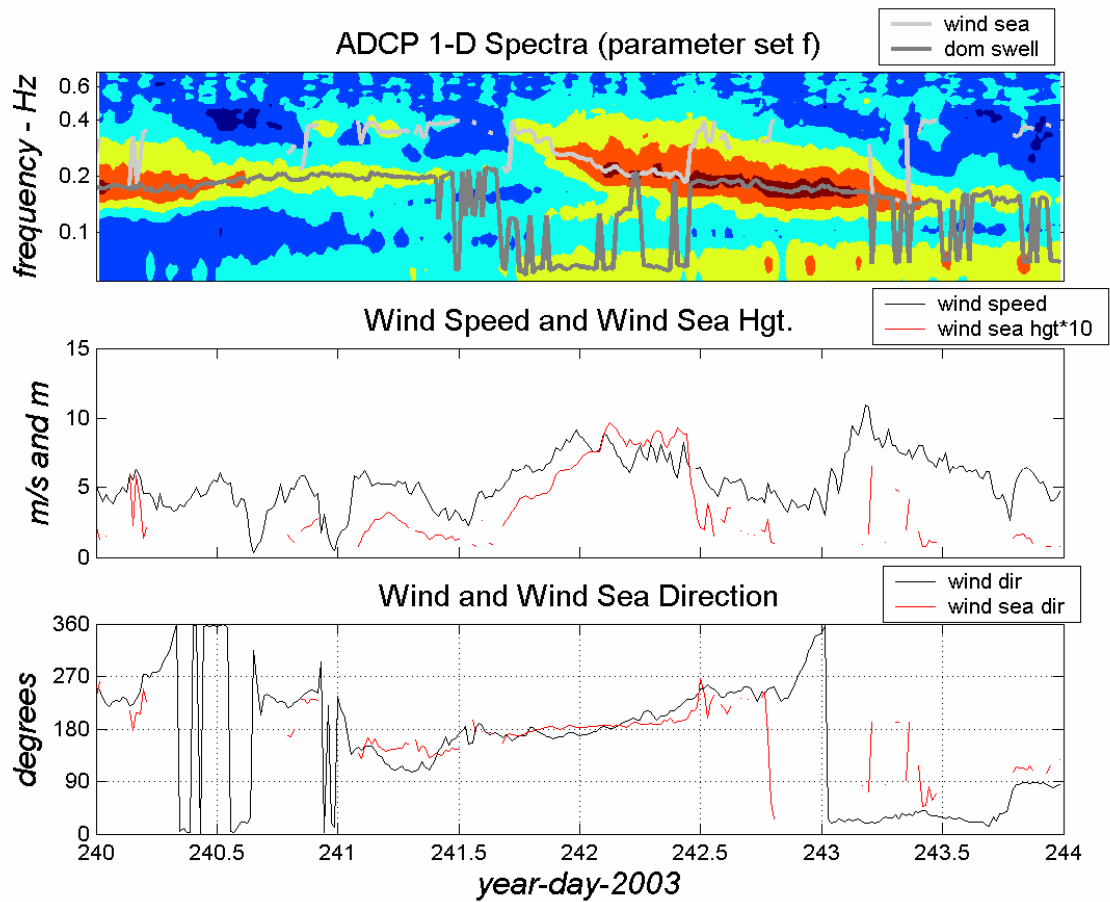 wind sea
dom swell
ADCP 1-D Spectra (parameter set f)
frequency - Hz
0.6
0.4
0.2
0.1
wind speed
wind sea hgt*10
Wind Speed and Wind Sea Hgt.
m/s and m
15
10
5
0
wind dir
wind sea dir
Wind and Wind Sea Direction
degrees
360
270
180
90
0
240 240.5 241 241.5 242 242.5 243 243.5 244
year-day-2003